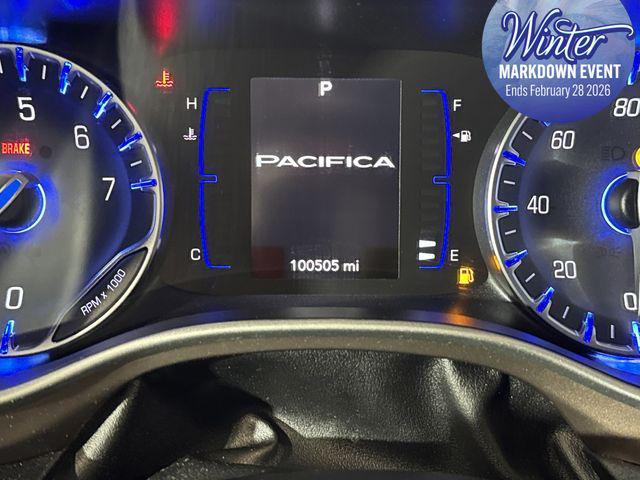 Winter
MARKDOWN EVENT
Ends February 28 2026
P
H
F
PACIFICA
C
E
100505 mi
BRAKE
5
7
0
RPM x 1000
80
60
40
20
0